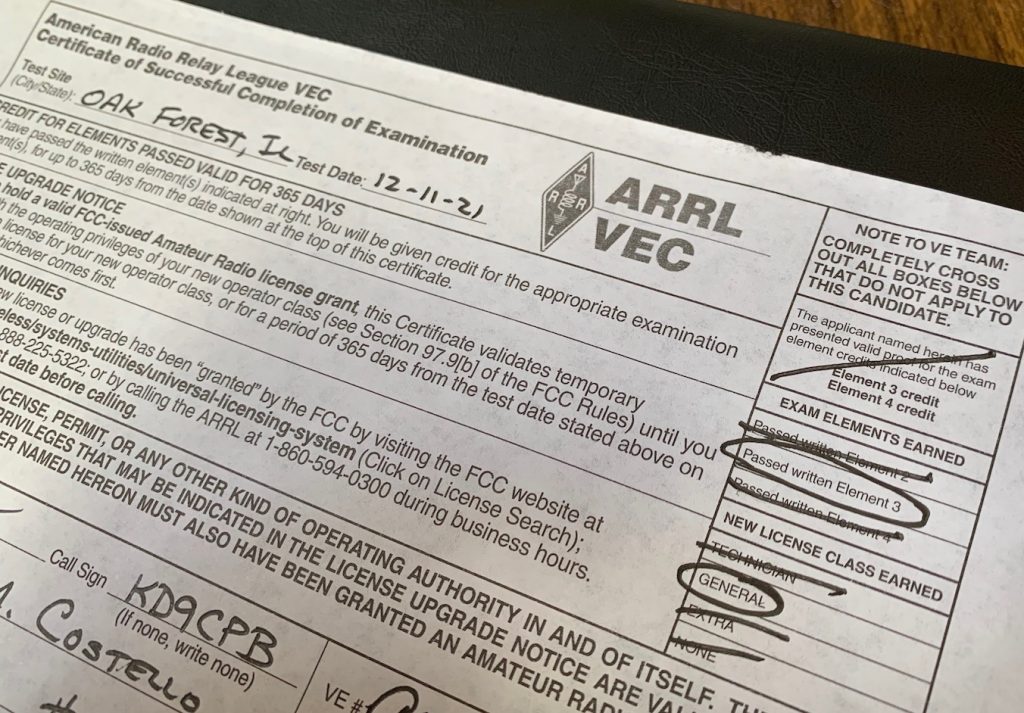 American Radio Relay League VEC
Certificate of Successful Completion of Examination
Test Site
(City/State): OAK FOREST, IL Test Date: 12-11-21
CREDIT FOR ELEMENTS PASSED VALID FOR 365 DAYS
have passed the written element(s) indicated at right. You will be given credit for the appropriate examination
for up to 365 days from the date shown at the top of this certificate.
UPGRADE NOTICE
hold a valid FCC-issued Amateur Radio license grant, this Certificate validates temporary
the operating privileges of your new operator class (see Section 97.9[b] of the FCC Rules) until you
license for your new operator class, or for a period of 365 days from the test date stated above on
whichever comes first.
INQUIRIES
license or upgrade has been "granted" by the FCC by visiting the FCC website at
/systems-utilities/universal-licensing-system (Click on License Search);
888-225-5322; or by calling the ARRL at 1-860-594-0300 during business hours.
date before calling.
LICENSE, PERMIT, OR ANY OTHER KIND OF OPERATING AUTHORITY IN AND OF ITSELF.
PRIVILEGES THAT MAY BE INDICATED IN THE LICENSE UPGRADE NOTICE ARE
NAMED HEREON MUST ALSO HAVE BEEN GRANTED AN AMATEUR
Call Sign KD9CPB
(If none, write none)
COSTELLO
VE #
ARRL
ARRL
VEC
NOTE TO VE TEAM:
COMPLETELY CROSS
OUT ALL BOXES BELOW
THAT DO NOT APPLY TO
THIS CANDIDATE.
The applicant named herein has
presented valid proof for the exam
element credits indicated below
Element 3 credit
Element 4 credit
EXAM ELEMENTS EARNED
Passed written Element 2
Passed written Element 3
Passed written Element 4
NEW LICENSE CLASS EARNED
TECHNICIAN
GENERAL
EXTRA
NONE